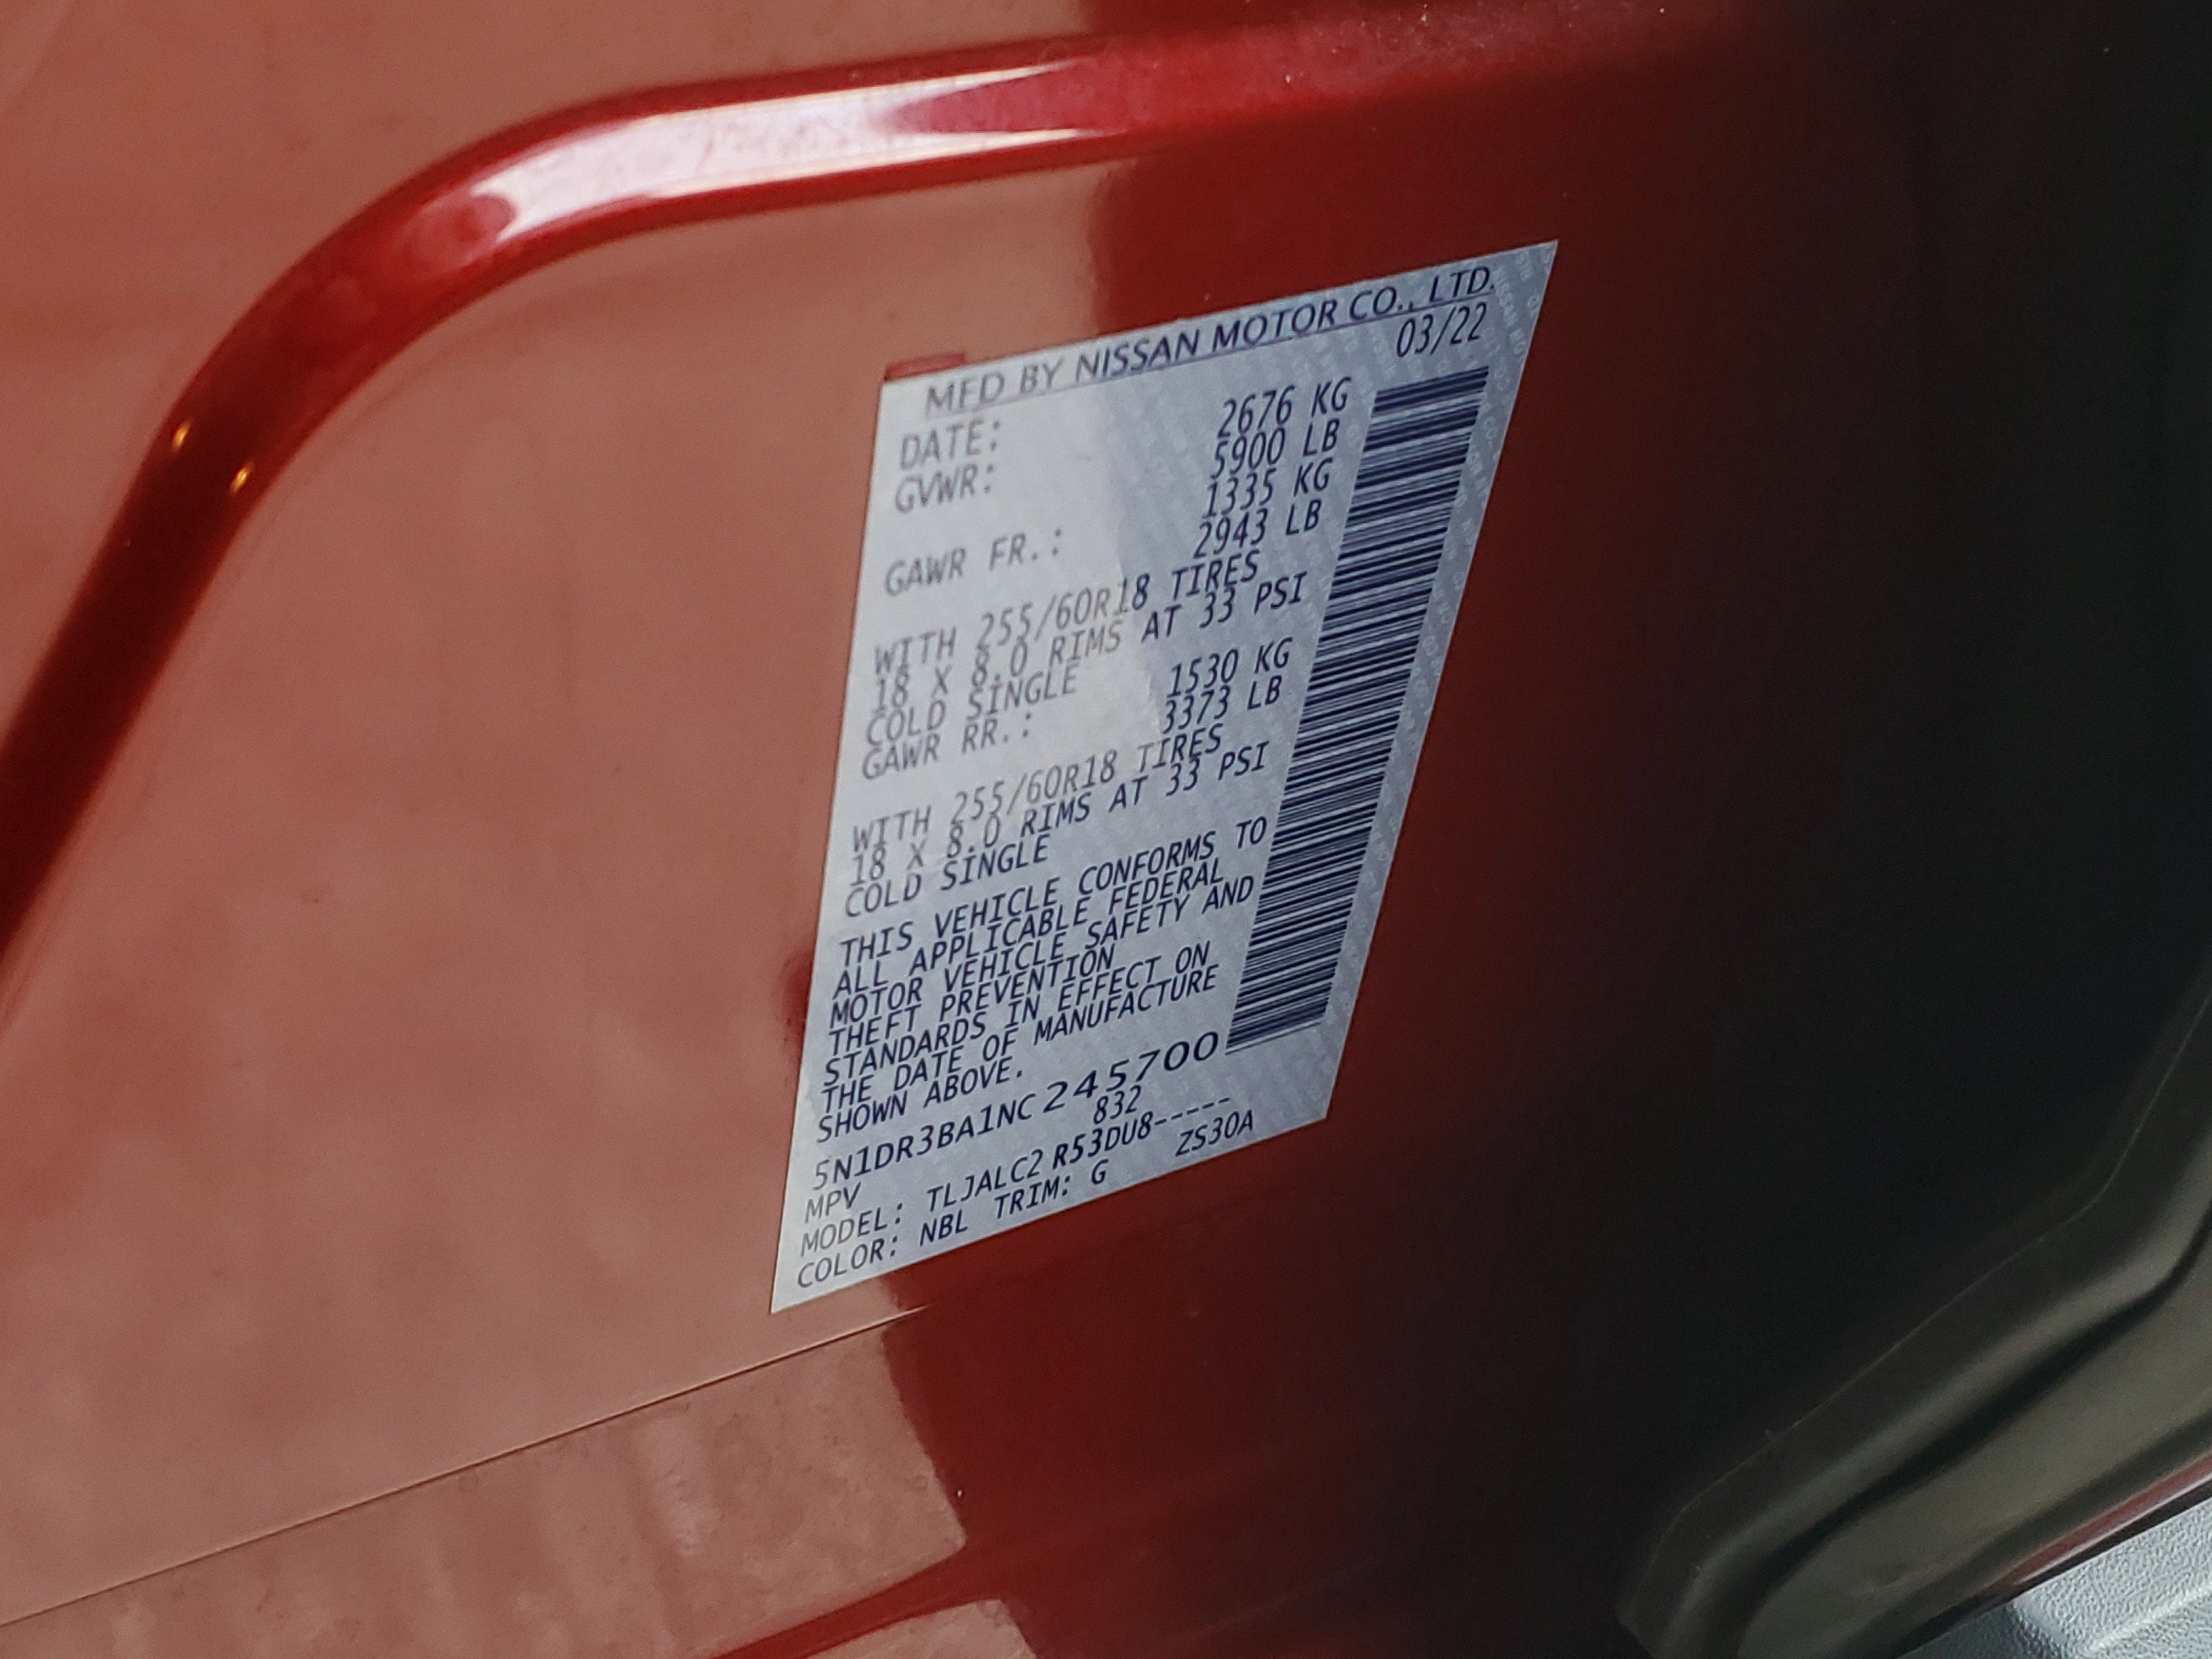 MFD BY NISSAN MOTOR CO., LTD.
DATE: 03/22
GVWR: 2676 KG
5900 LB
GAWR FR.: 1335 KG
2943 LB
WITH 255/60R18 TIRES
18 X 8.0 RIMS AT 33 PSI
COLD SINGLE
GAWR RR.: 1530 KG
3373 LB
WITH 255/60R18 TIRES
18 X 8.0 RIMS AT 33 PSI
COLD SINGLE
THIS VEHICLE CONFORMS TO
ALL APPLICABLE FEDERAL
MOTOR VEHICLE SAFETY AND
THEFT PREVENTION
STANDARDS IN EFFECT ON
THE DATE OF MANUFACTURE
SHOWN ABOVE.
5N1DR3BA1NC245700
MPV 832
MODEL: TLJALC2 R53DU8-----
COLOR: NBL TRIM: G ZS30A